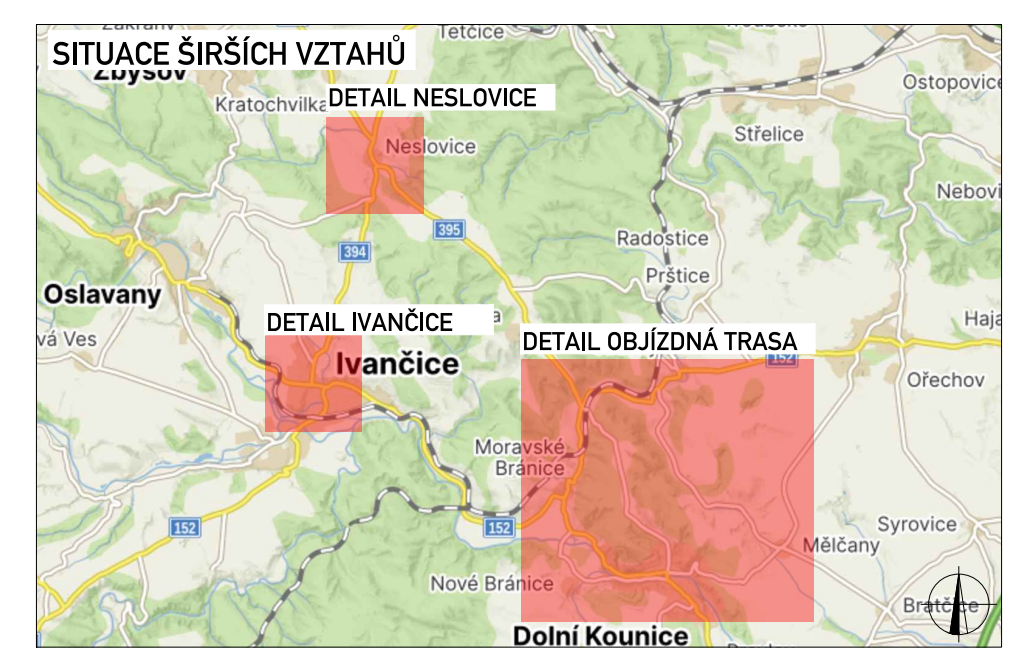 Tetčice
SITUACE ŠIRŠÍCH VZTAHŮ
Zbýšov
Ostopovice
Kratochvilka
DETAIL NESLOVICE
Střelice
Neslovice
Nebovi
395
Radostice
394
Prštice
Oslavany
DETAIL IVANČICE
a
Haja
vá Ves
DETAIL OBJÍZDNÁ TRASA
152
Ivančice
Ořechov
Moravské
Bránice
152
152
Syrovice
Mělčany
Nové Bránice
Bratčice
Dolní Kounice